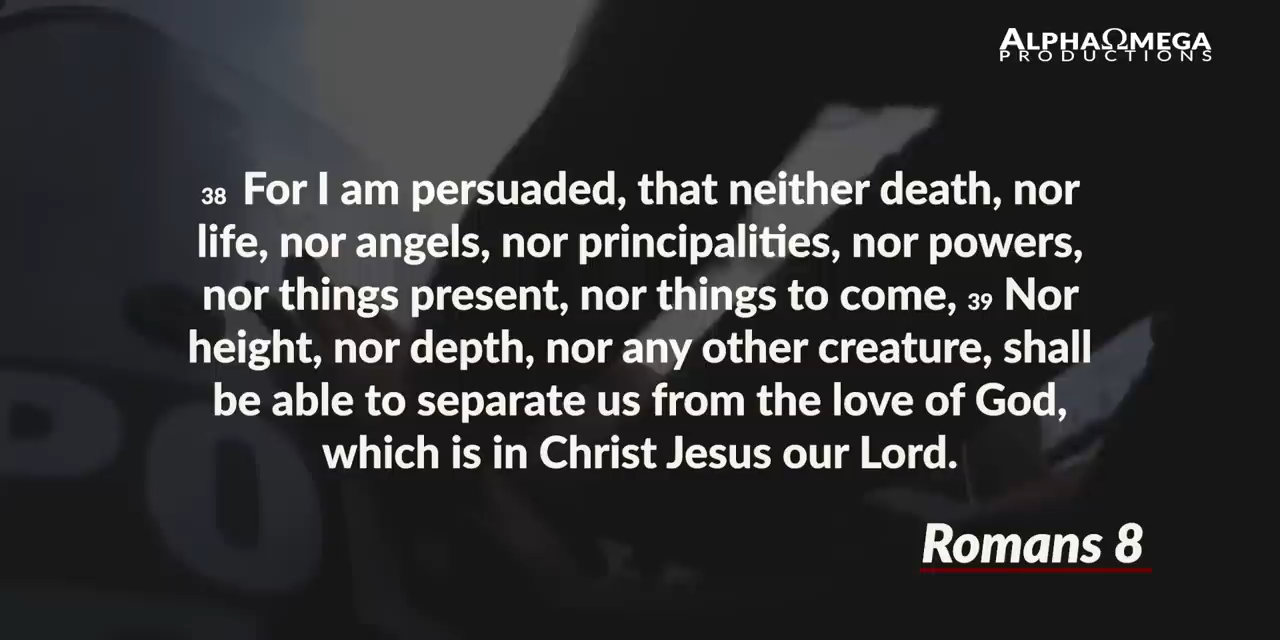 ALPHAΩMEGA
PRODUCTIONS
38 For I am persuaded, that neither death, nor
life, nor angels, nor principalities, nor powers,
nor things present, nor things to come, 39 Nor
height, nor depth, nor any other creature, shall
be able to separate us from the love of God,
which is in Christ Jesus our Lord.
PO
Romans 8